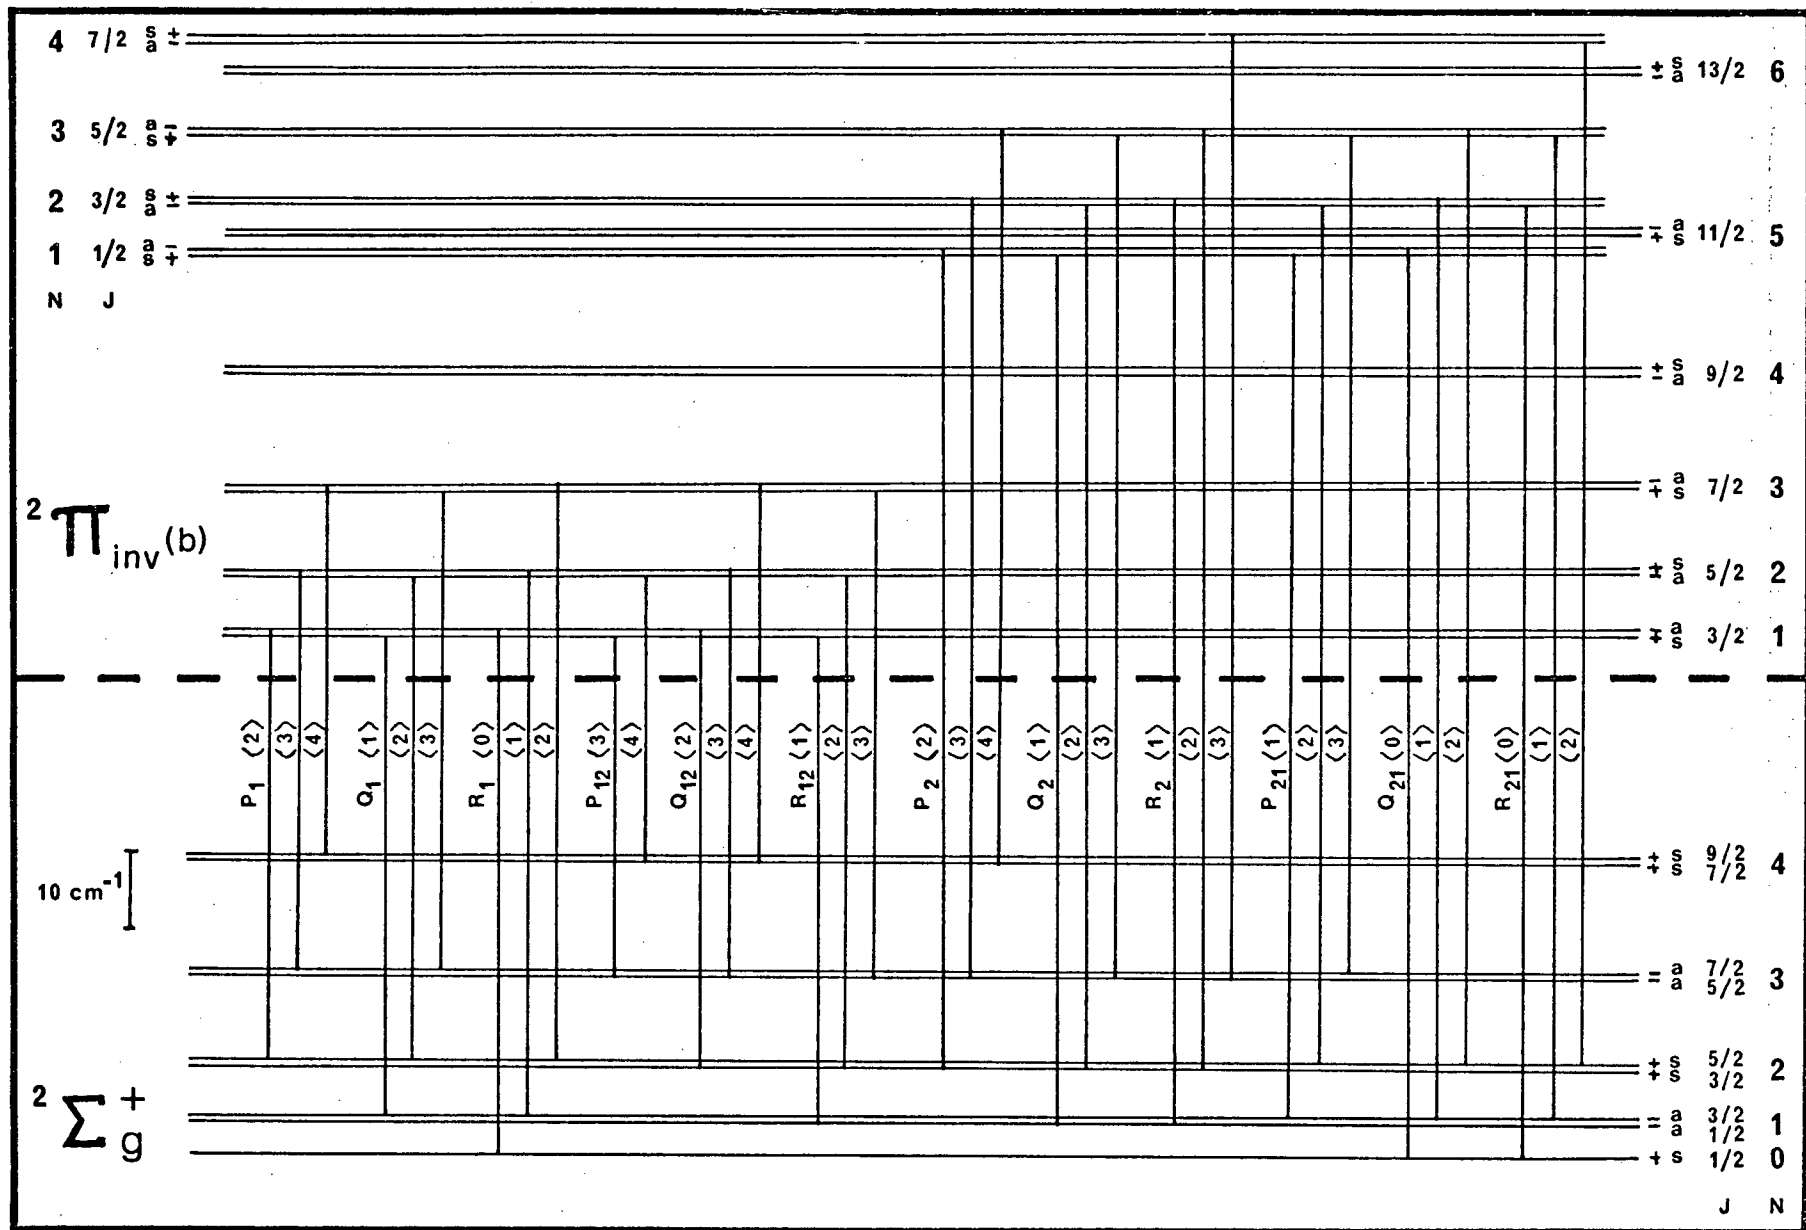 4 7/2 s ± a ±
± s ± a 13/2 6
3 5/2 a ∓ s ∓
2 3/2 s ± a ±
∓ a ∓ s 11/2 5
1 1/2 a ∓ s ∓
N J
± s ± a 9/2 4
∓ a ∓ s 7/2 3
²Π inv (b)
± s ± a 5/2 2
∓ a ∓ s 3/2 1
P₁ ⟨2⟩ ⟨3⟩ ⟨4⟩
Q₁ ⟨1⟩ ⟨2⟩ ⟨3⟩
R₁ ⟨0⟩ ⟨1⟩ ⟨2⟩
P₁₂ ⟨3⟩ ⟨4⟩
Q₁₂ ⟨2⟩ ⟨3⟩ ⟨4⟩
R₁₂ ⟨1⟩ ⟨2⟩ ⟨3⟩
P₂ ⟨2⟩ ⟨3⟩ ⟨4⟩
Q₂ ⟨1⟩ ⟨2⟩ ⟨3⟩
R₂ ⟨1⟩ ⟨2⟩ ⟨3⟩
P₂₁ ⟨1⟩ ⟨2⟩ ⟨3⟩
Q₂₁ ⟨0⟩ ⟨1⟩ ⟨2⟩
R₂₁ ⟨0⟩ ⟨1⟩ ⟨2⟩
+ s 9/2
+ s 7/2 4
10 cm⁻¹
− a 7/2
− a 5/2 3
+ s 5/2
+ s 3/2 2
²Σ⁺g
− a 3/2
− a 1/2 1
+ s 1/2 0
J N